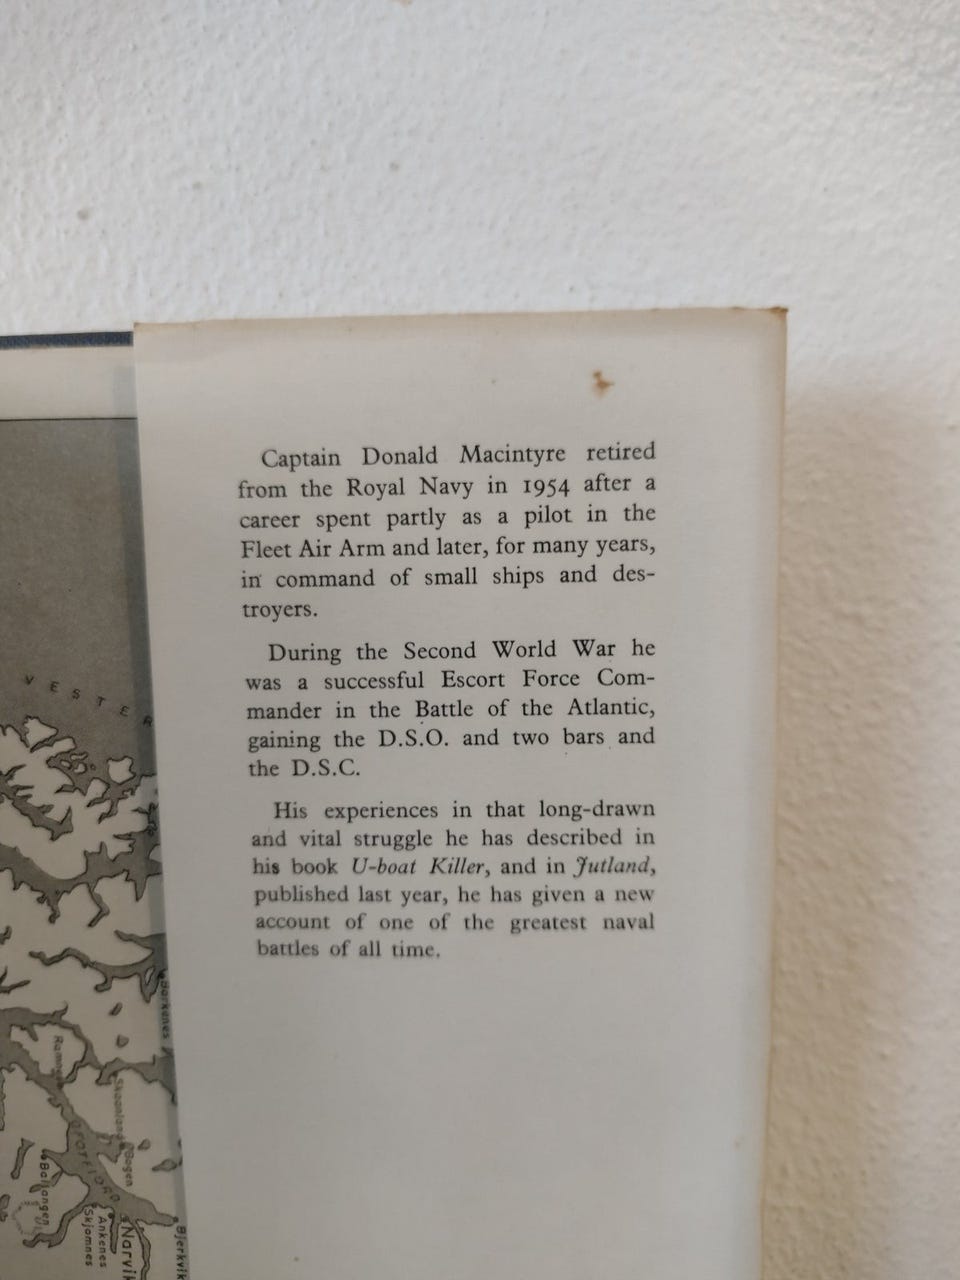 Captain Donald Macintyre retired
from the Royal Navy in 1954 after a
career spent partly as a pilot in the
Fleet Air Arm and later, for many years,
in command of small ships and des-
troyers.
During the Second World War he
was a successful Escort Force Com-
mander in the Battle of the Atlantic,
gaining the D.S.O. and two bars and
the D.S.C.
His experiences in that long-drawn
and vital struggle he has described in
his book U-boat Killer, and in Jutland,
published last year, he has given a new
account of one of the greatest naval
battles of all time.
VESTER
Barkenes
Skaanland
Bogen
Ballangen
Ankenes
Skjomnes
Narvik
Bjerkvik